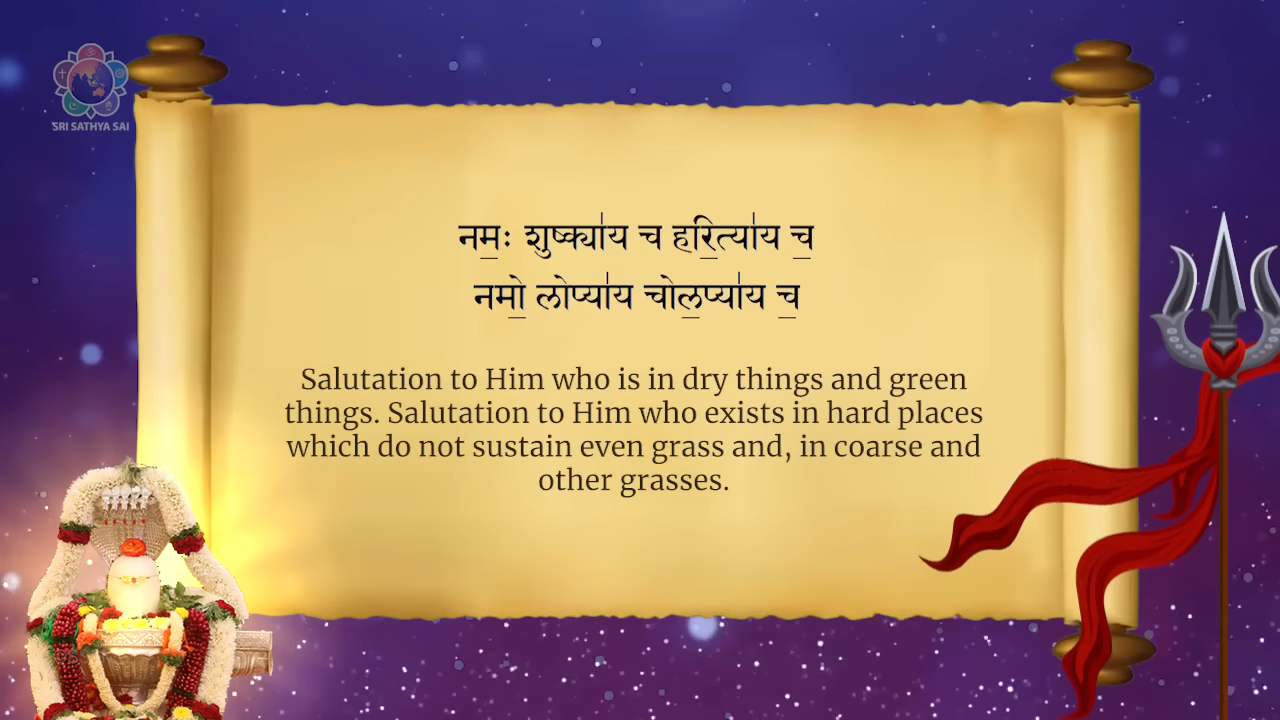 SRI SATHYA SAI
नम॒ः शुष्क्या॑य च हरि॒त्या॑य च॒
नमो॒ लोप्या॑य चोल॒प्या॑य च॒
Salutation to Him who is in dry things and green
things. Salutation to Him who exists in hard places
which do not sustain even grass and, in coarse and
other grasses.